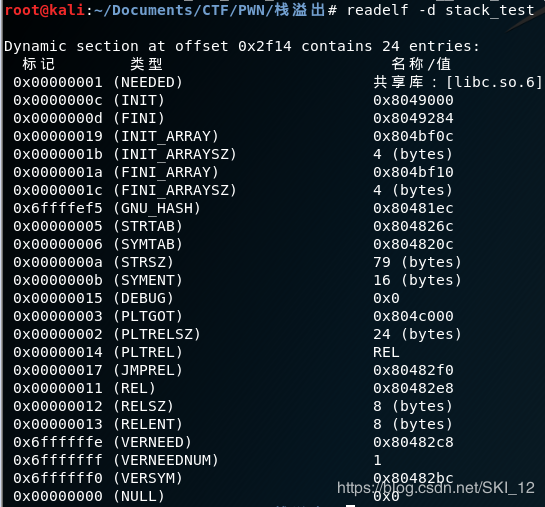 root@kali:~/Documents/CTF/PWN/栈溢出# readelf -d stack_test
Dynamic section at offset 0x2f14 contains 24 entries:
标记 类型 名称/值
0x00000001 (NEEDED) 共享库：[libc.so.6]
0x0000000c (INIT) 0x8049000
0x0000000d (FINI) 0x8049284
0x00000019 (INIT_ARRAY) 0x804bf0c
0x0000001b (INIT_ARRAYSZ) 4 (bytes)
0x0000001a (FINI_ARRAY) 0x804bf10
0x0000001c (FINI_ARRAYSZ) 4 (bytes)
0x6ffffef5 (GNU_HASH) 0x80481ec
0x00000005 (STRTAB) 0x804826c
0x00000006 (SYMTAB) 0x804820c
0x0000000a (STRSZ) 79 (bytes)
0x0000000b (SYMENT) 16 (bytes)
0x00000015 (DEBUG) 0x0
0x00000003 (PLTGOT) 0x804c000
0x00000002 (PLTRELSZ) 24 (bytes)
0x00000014 (PLTREL) REL
0x00000017 (JMPREL) 0x80482f0
0x00000011 (REL) 0x80482e8
0x00000012 (RELSZ) 8 (bytes)
0x00000013 (RELENT) 8 (bytes)
0x6ffffffe (VERNEED) 0x80482c8
0x6fffffff (VERNEEDNUM) 1
0x6ffffff0 (VERSYM) 0x80482bc
0x00000000 (NULL) 0x0
https://blog.csdn.net/SKI_12